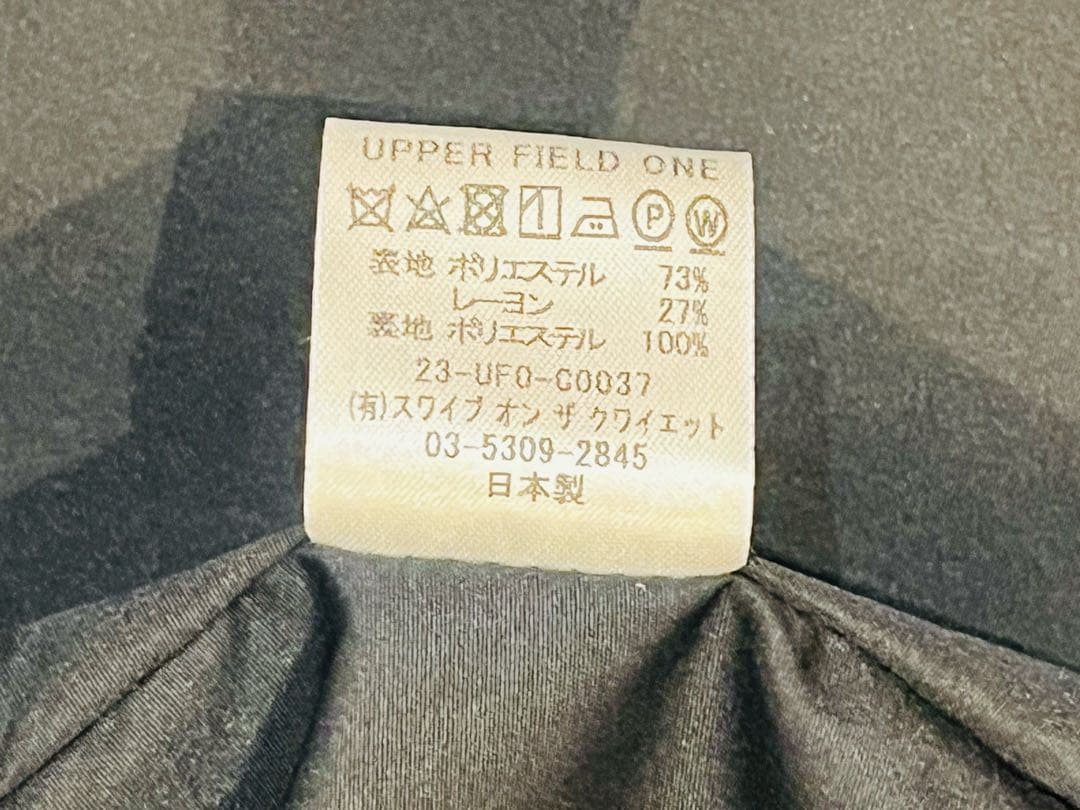 UPPER FIELD ONE
P W
表地 ポリエステル 73%
レーヨン 27%
裏地 ポリエステル 100%
23-UFO-G0037
(有)スワイプ オン ザ クワイエット
03-5309-2845
日本製